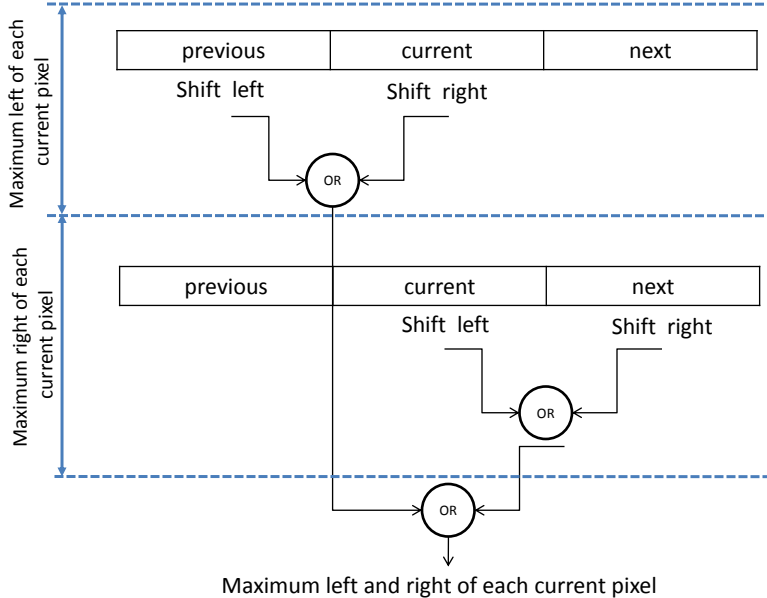 Maximum left of each
current pixel
previous current next
Shift left Shift right
OR
Maximum right of each
current pixel
previous current next
Shift left Shift right
OR
OR
Maximum left and right of each current pixel